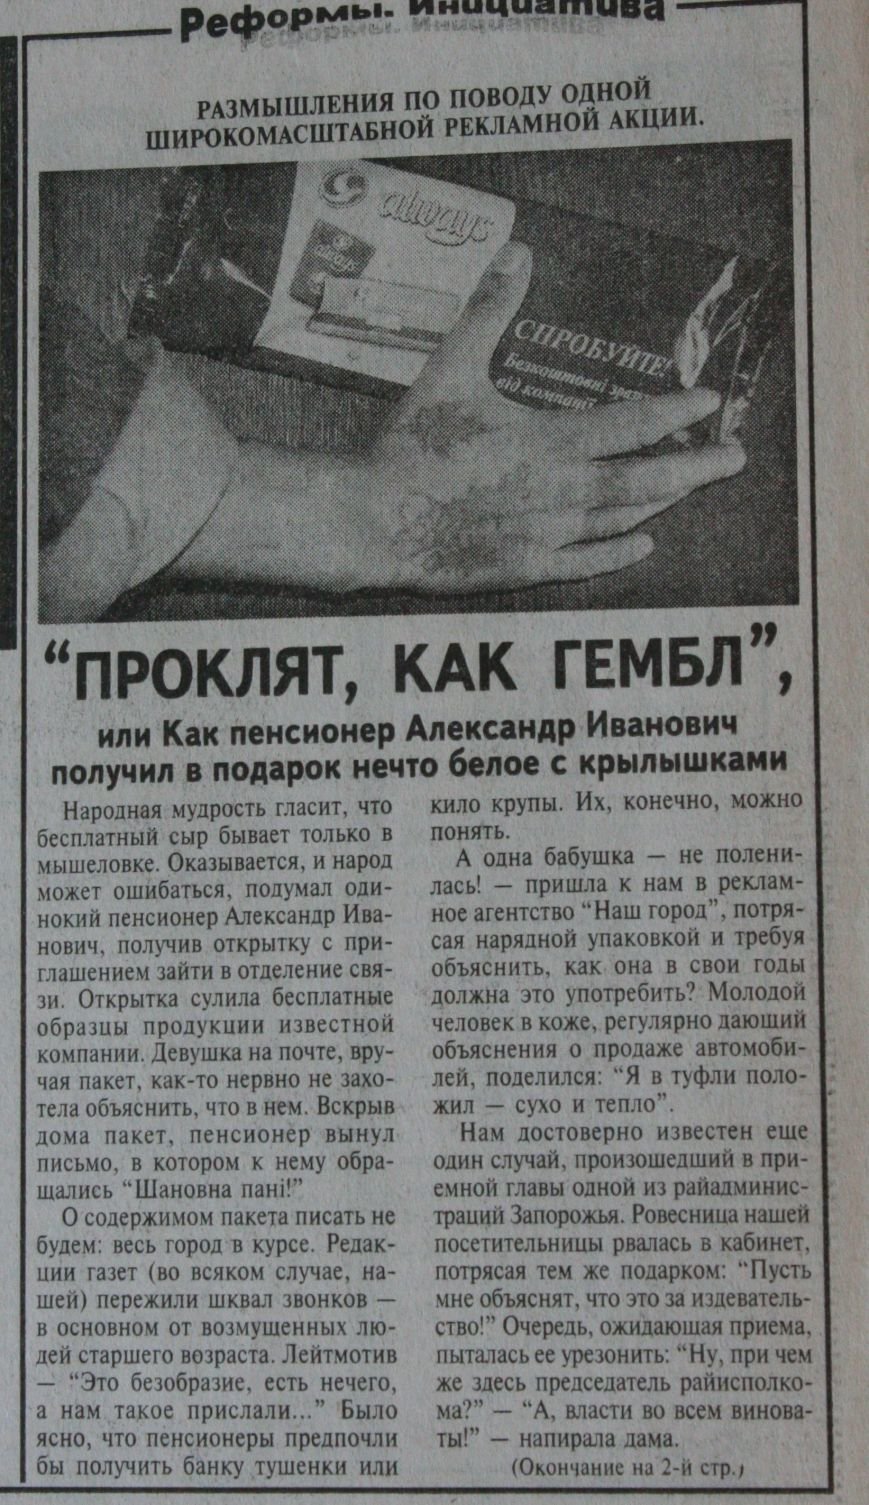 Реформы. Инициатива
РАЗМЫШЛЕНИЯ ПО ПОВОДУ ОДНОЙ
ШИРОКОМАСШТАБНОЙ РЕКЛАМНОЙ АКЦИИ.
always
СПРОБУЙТЕ!
Безкоштовні
від компанії
“ПРОКЛЯТ, КАК ГЕМБЛ”,
или Как пенсионер Александр Иванович
получил в подарок нечто белое с крылышками
Народная мудрость гласит, что
бесплатный сыр бывает только в
мышеловке. Оказывается, и народ
может ошибаться, подумал оди-
нокий пенсионер Александр Ива-
нович, получив открытку с при-
глашением зайти в отделение свя-
зи. Открытка сулила бесплатные
образцы продукции известной
компании. Девушка на почте, вру-
чая пакет, как-то нервно не захо-
тела объяснить, что в нем. Вскрыв
дома пакет, пенсионер вынул
письмо, в котором к нему обра-
щались “Шановна пані!”
О содержимом пакета писать не
будем: весь город в курсе. Редак-
ции газет (во всяком случае, на-
шей) пережили шквал звонков —
в основном от возмущенных лю-
дей старшего возраста. Лейтмотив
— “Это безобразие, есть нечего,
а нам такое прислали...” Было
ясно, что пенсионеры предпочли
бы получить банку тушенки или
кило крупы. Их, конечно, можно
понять.
А одна бабушка — не полени-
лась! — пришла к нам в реклам-
ное агентство “Наш город”, потря-
сая нарядной упаковкой и требуя
объяснить, как она в свои годы
должна это употребить? Молодой
человек в коже, регулярно дающий
объяснения о продаже автомоби-
лей, поделился: “Я в туфли поло-
жил — сухо и тепло”.
Нам достоверно известен еще
один случай, произошедший в при-
емной главы одной из райадминис-
траций Запорожья. Ровесница нашей
посетительницы рвалась в кабинет,
потрясая тем же подарком: “Пусть
мне объяснят, что это за издеватель-
ство!” Очередь, ожидающая приема,
пыталась ее урезонить: “Ну, при чем
же здесь председатель райисполко-
ма?” — “А, власти во всем винова-
ты!” — напирала дама.
(Окончание на 2-й стр.)